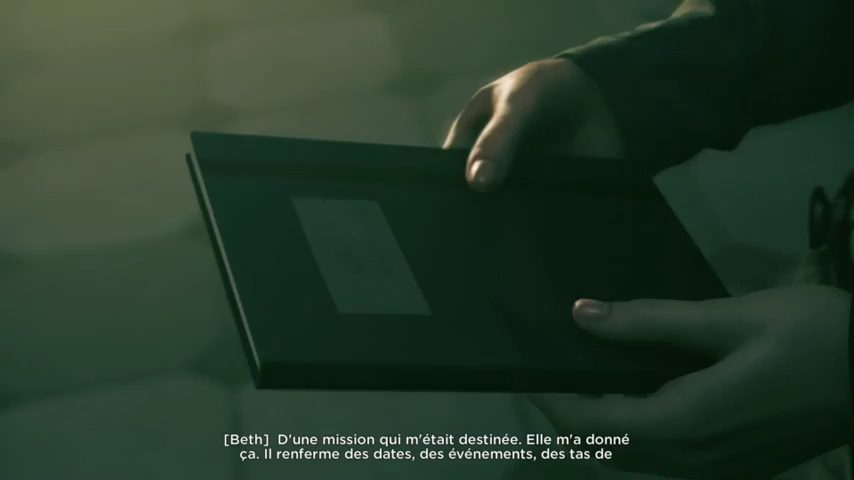 [Beth] D'une mission qui m'était destinée. Elle m'a donné
ça. Il renferme des dates, des événements, des tas de